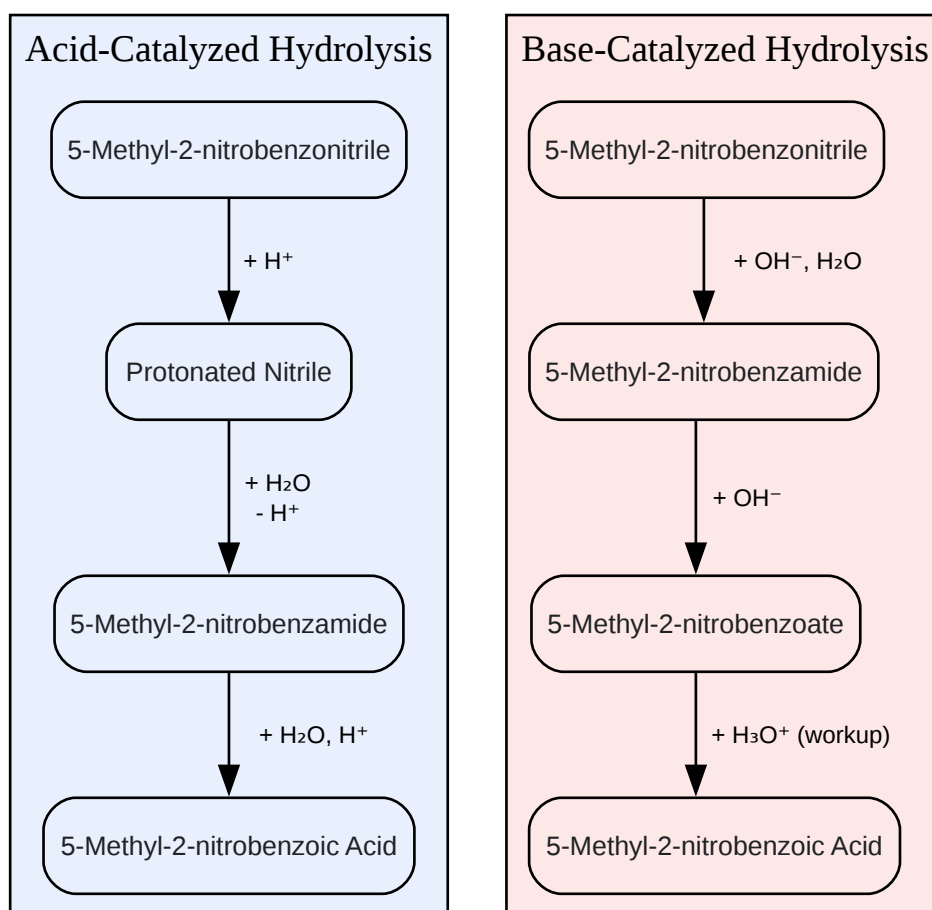 Acid-Catalyzed Hydrolysis
5-Methyl-2-nitrobenzonitrile
+ H⁺
Protonated Nitrile
+ H₂O
- H⁺
5-Methyl-2-nitrobenzamide
+ H₂O, H⁺
5-Methyl-2-nitrobenzoic Acid
Base-Catalyzed Hydrolysis
5-Methyl-2-nitrobenzonitrile
+ OH⁻, H₂O
5-Methyl-2-nitrobenzamide
+ OH⁻
5-Methyl-2-nitrobenzoate
+ H₃O⁺ (workup)
5-Methyl-2-nitrobenzoic Acid